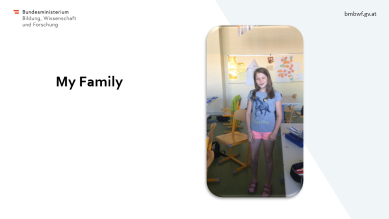 Bundesministerium
Bildung, Wissenschaft
und Forschung
bmbwf.gv.at
My Family